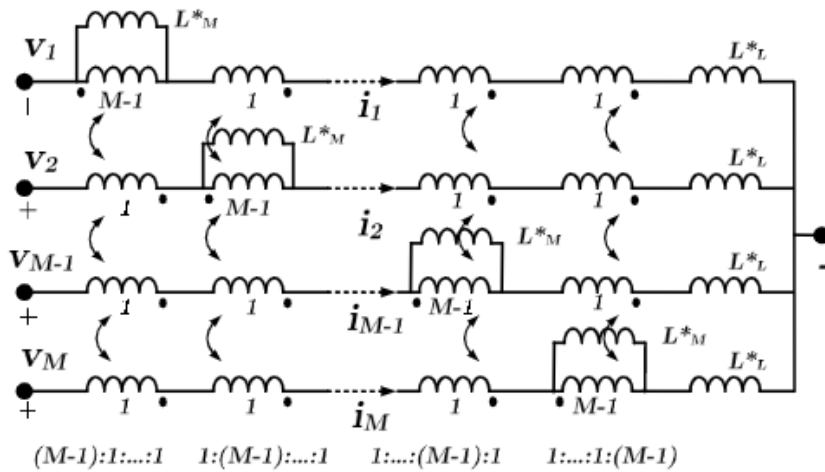 L*M
v1
L*L
−
M-1
1
i1
1
1
v2
L*M
L*L
+
1
M-1
i2
1
1
vM-1
L*M
L*L
+
1
1
iM-1
M-1
1
vM
L*M
L*L
+
1
1
iM
1
M-1
-
(M-1):1:...:1 1:(M-1):...:1 1:...:(M-1):1 1:...:1:(M-1)